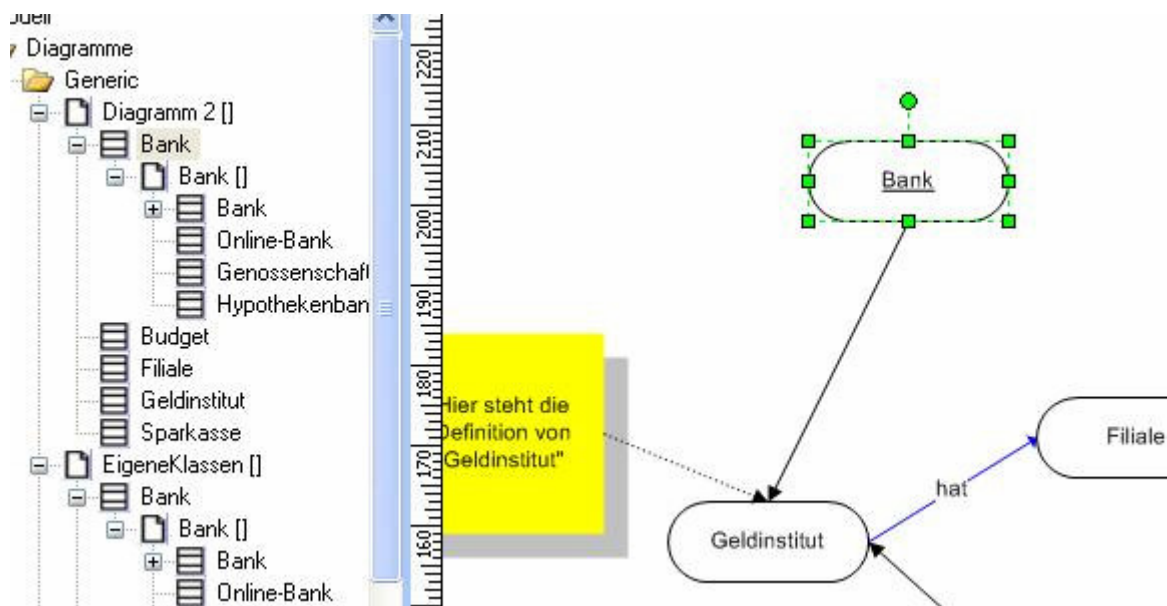 Diagramme
Generic
Diagramm 2 []
Bank
Bank []
Bank
Online-Bank
Genossenschaft
Hypothekenban
Budget
Filiale
Geldinstitut
Sparkasse
EigeneKlassen []
Bank
Bank []
Bank
Online-Bank
220
210
200
190
180
170
160
Bank
Hier steht die
Definition von
"Geldinstitut"
Geldinstitut
hat
Filiale